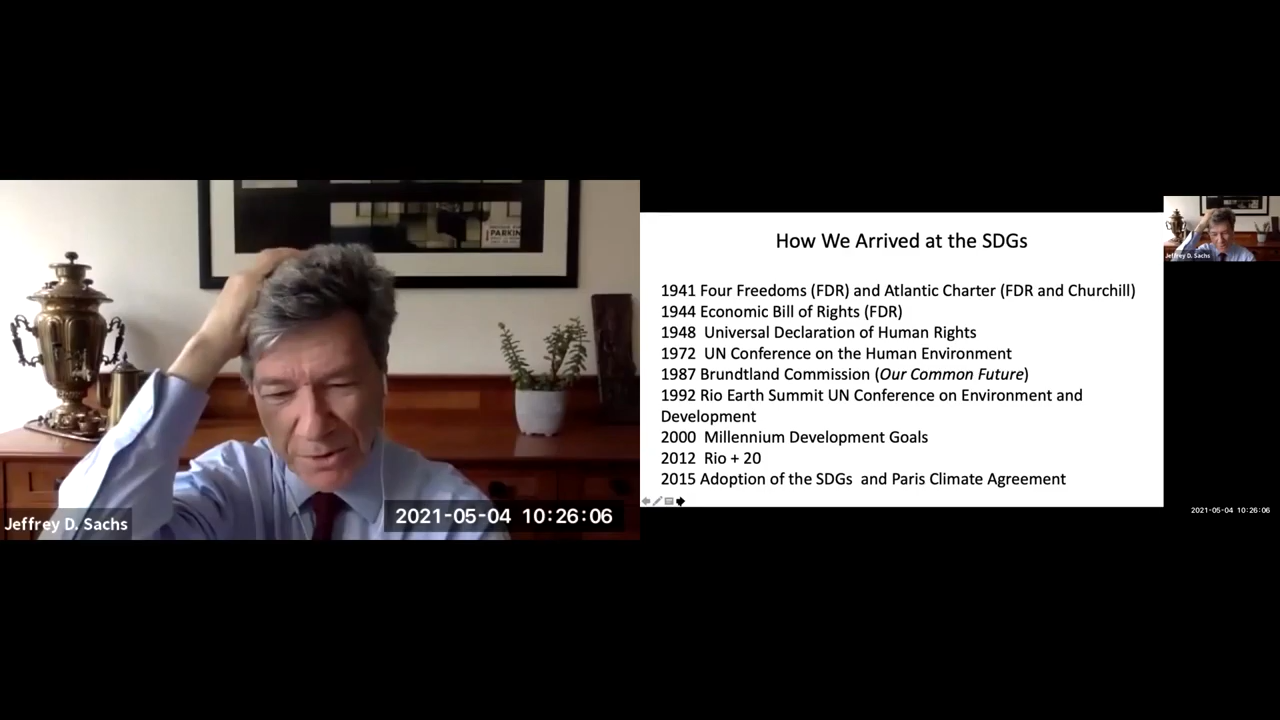 PARKIN
Jeffrey D. Sachs
2021-05-04 10:26:06
How We Arrived at the SDGs
1941 Four Freedoms (FDR) and Atlantic Charter (FDR and Churchill)
1944 Economic Bill of Rights (FDR)
1948 Universal Declaration of Human Rights
1972 UN Conference on the Human Environment
1987 Brundtland Commission (Our Common Future)
1992 Rio Earth Summit UN Conference on Environment and
Development
2000 Millennium Development Goals
2012 Rio + 20
2015 Adoption of the SDGs and Paris Climate Agreement
Jeffrey D. Sachs
2021-05-04 10:26:06